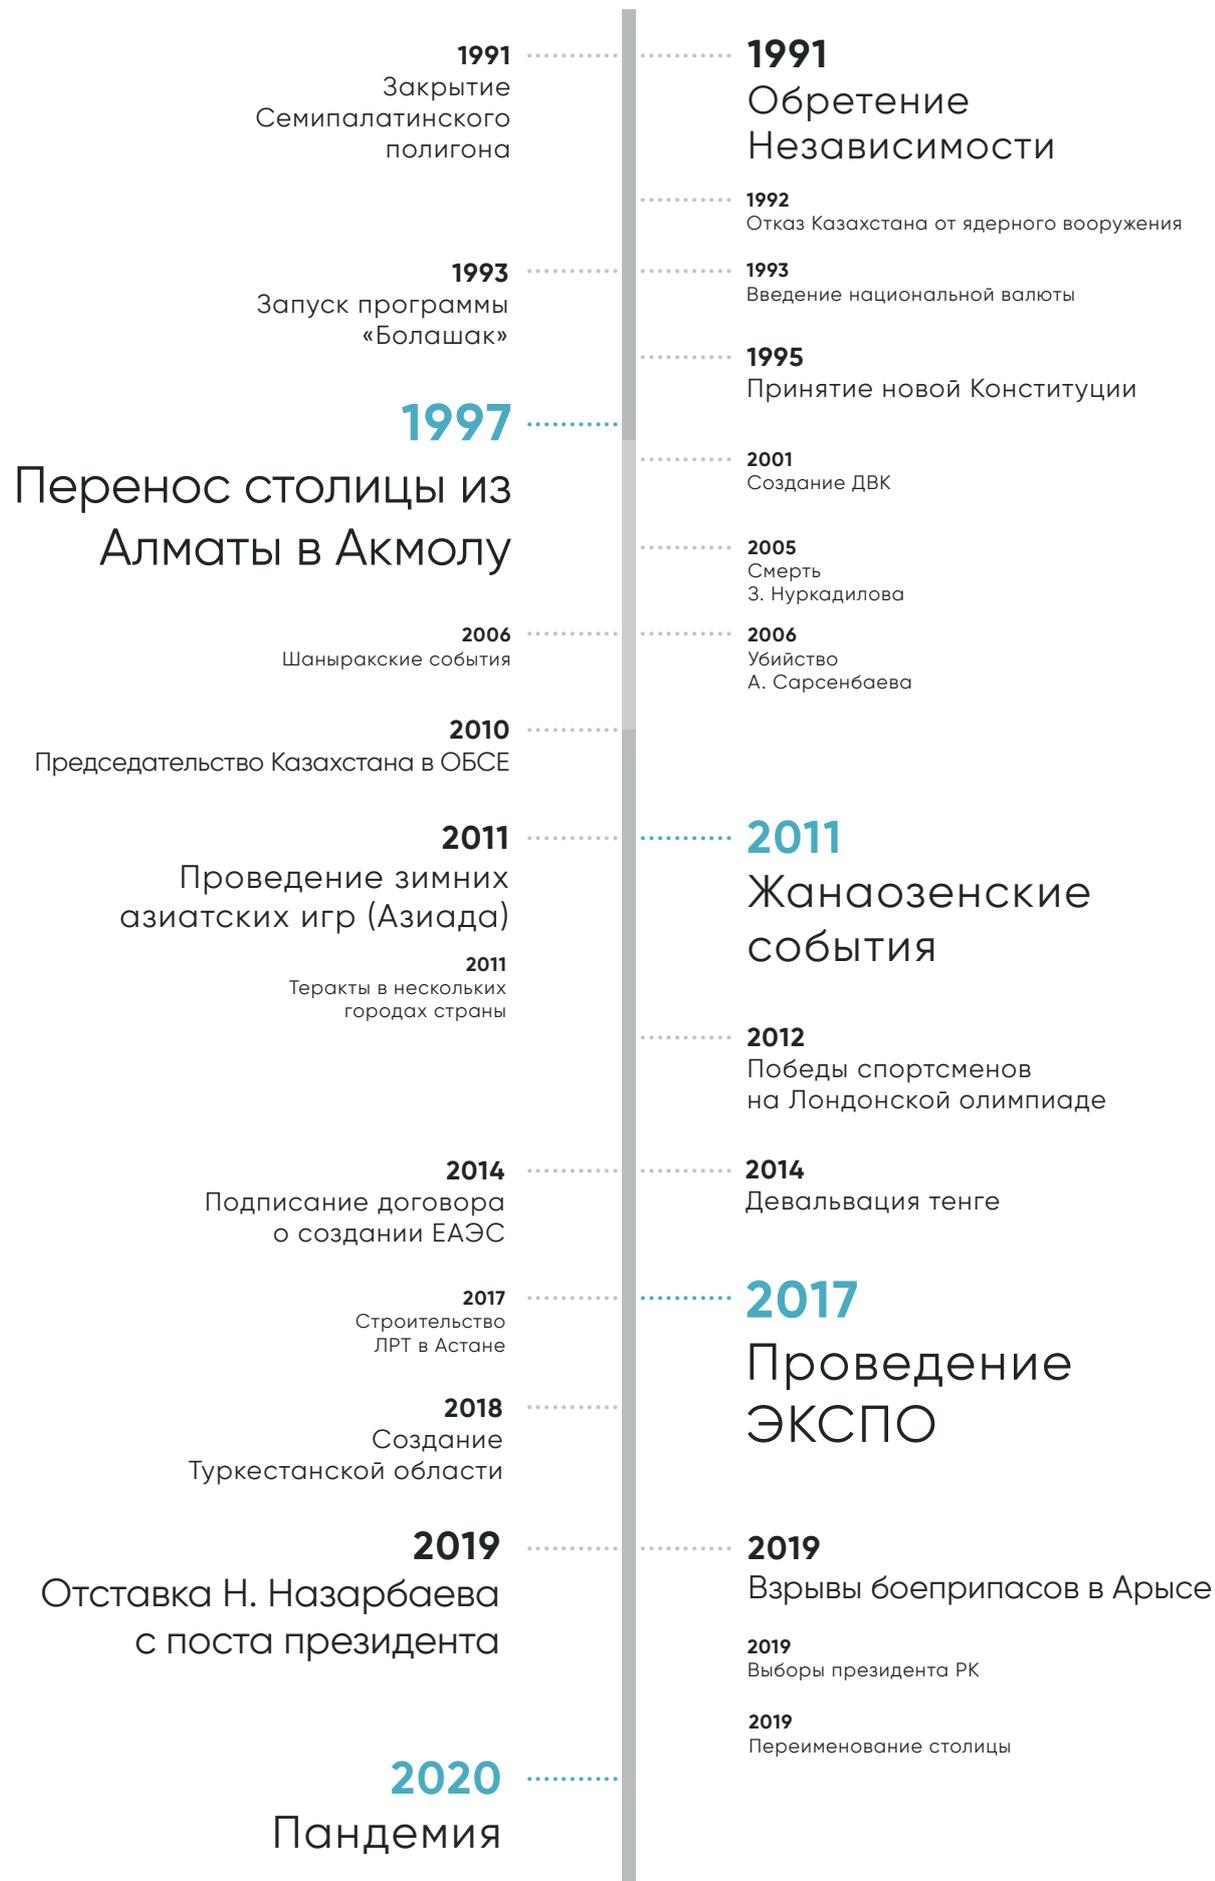 1991
Закрытие
Семипалатинского
полигона
1991
Обретение
Независимости
1992
Отказ Казахстана от ядерного вооружения
1993
Запуск программы
«Болашак»
1993
Введение национальной валюты
1995
Принятие новой Конституции
1997
Перенос столицы из
Алматы в Акмолу
2001
Создание ДВК
2005
Смерть
З. Нуркадилова
2006
Шаныракские события
2006
Убийство
А. Сарсенбаева
2010
Председательство Казахстана в ОБСЕ
2011
Проведение зимних
азиатских игр (Азиада)
2011
Теракты в нескольких
городах страны
2011
Жанаозенские
события
2012
Победы спортсменов
на Лондонской олимпиаде
2014
Подписание договора
о создании ЕАЭС
2014
Девальвация тенге
2017
Строительство
ЛРТ в Астане
2017
Проведение
ЭКСПО
2018
Создание
Туркестанской области
2019
Отставка Н. Назарбаева
с поста президента
2019
Взрывы боеприпасов в Арысе
2019
Выборы президента РК
2019
Переименование столицы
2020
Пандемия